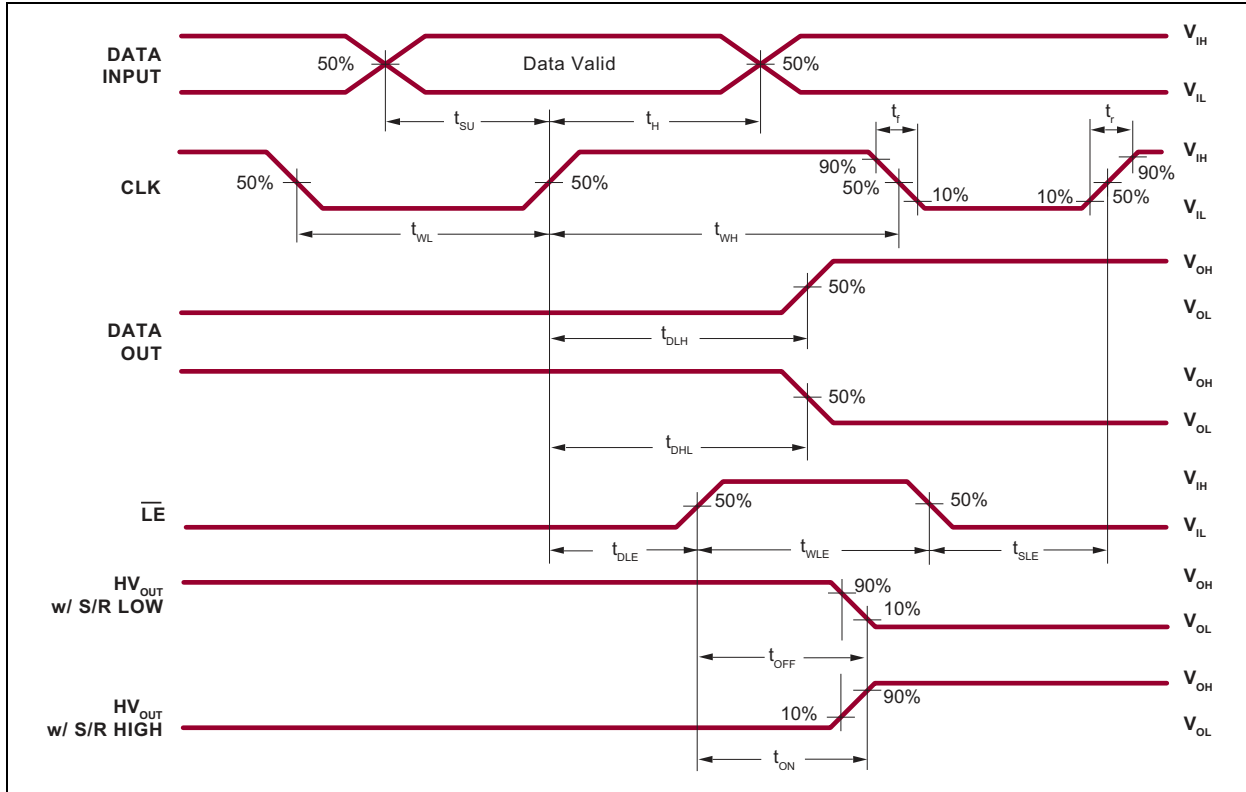 DATA
INPUT
50%
Data Valid
50%
V_IH
V_IL
t_SU
t_H
t_f
t_r
CLK
50%
50%
90%
50%
10%
10%
50%
90%
V_IH
V_IL
t_WL
t_WH
DATA
OUT
50%
V_OH
V_OL
t_DLH
50%
V_OH
V_OL
t_DHL
L̅E̅
50%
50%
V_IH
V_IL
t_DLE
t_WLE
t_SLE
HV_OUT
w/ S/R LOW
90%
10%
V_OH
V_OL
t_OFF
HV_OUT
w/ S/R HIGH
10%
90%
V_OH
V_OL
t_ON